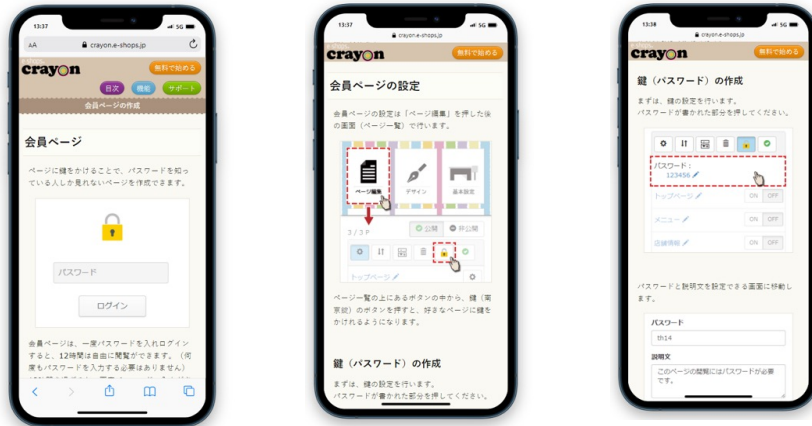 13:37
5G
AA
crayon.e-shops.jp
crayon
無料で始める
目次
機能
サポート
会員ページの作成
会員ページ
ページに鍵をかけることで、パスワードを知っ
ている人しか見れないページを作成できます。
パスワード
ログイン
会員ページは、一度パスワードを入れログイン
すると、12時間は自由に閲覧ができます。（何
度もパスワードを入力する必要はありません）
13:37
5G
crayon.e-shops.jp
crayon
無料で始める
会員ページの設定
会員ページの設定は「ページ編集」を押した後
の画面（ページ一覧）で行います。
ページ編集
デザイン
基本設定
3 / 3 P
公開
非公開
トップページ
ページ一覧の上にあるボタンの中から、鍵（南
京錠）のボタンを押すと、好きなページに鍵を
かけれるようになります。
鍵（パスワード）の作成
まずは、鍵の設定を行います。
パスワードが書かれた部分を押してください。
13:38
5G
crayon.e-shops.jp
crayon
無料で始める
鍵（パスワード）の作成
まずは、鍵の設定を行います。
パスワードが書かれた部分を押してください。
パスワード：
123456
トップページ
ON OFF
メニュー
ON OFF
店舗情報
ON OFF
パスワードと説明文を設定できる画面に移動し
ます。
パスワード
th14
説明文
このページの閲覧にはパスワードが必要
です。